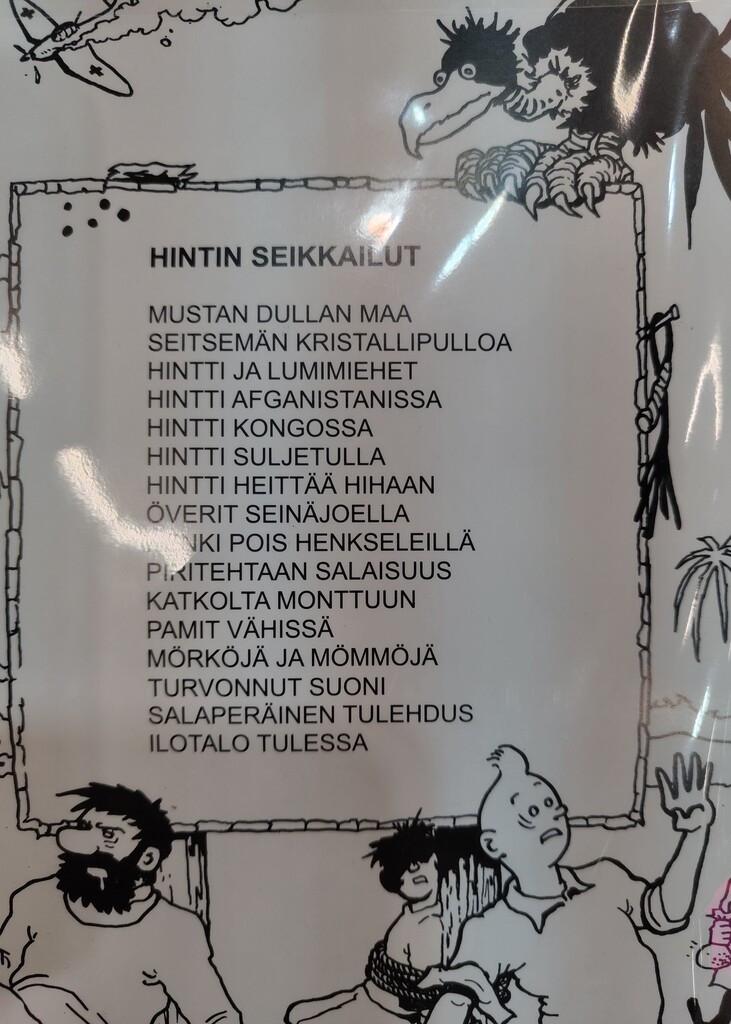 HINTIN SEIKKAILUT
MUSTAN DULLAN MAA
SEITSEMÄN KRISTALLIPULLOA
HINTTI JA LUMIMIEHET
HINTTI AFGANISTANISSA
HINTTI KONGOSSA
HINTTI SULJETULLA
HINTTI HEITTÄÄ HIHAAN
ÖVERIT SEINÄJOELLA
POIS HENKSELEILLÄ
PIRITEHTAAN SALAISUUS
KATKOLTA MONTTUUN
PAMIT VÄHISSÄ
MÖRKÖJÄ JA MÖMMÖJÄ
TURVONNUT SUONI
SALAPERÄINEN TULEHDUS
ILOTALO TULESSA